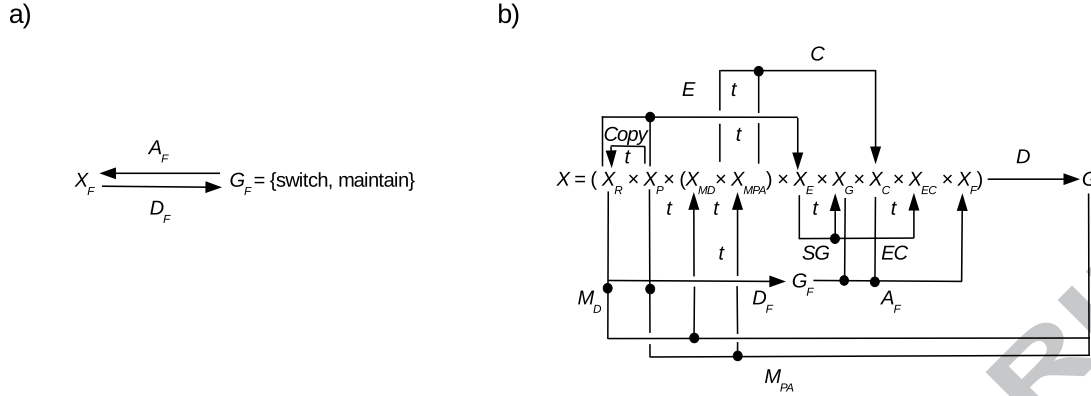 a)
b)
C
E
t
Copy
t
t
A_F
X_F
G_F = {switch, maintain}
D_F
X = ( X_R × X_P × (X_MD × X_MPA) × X_E × X_G × X_C × X_EC × X_F)
D
t
t
t
t
t
SG
EC
G_F
M_D
D_F
A_F
M_PA